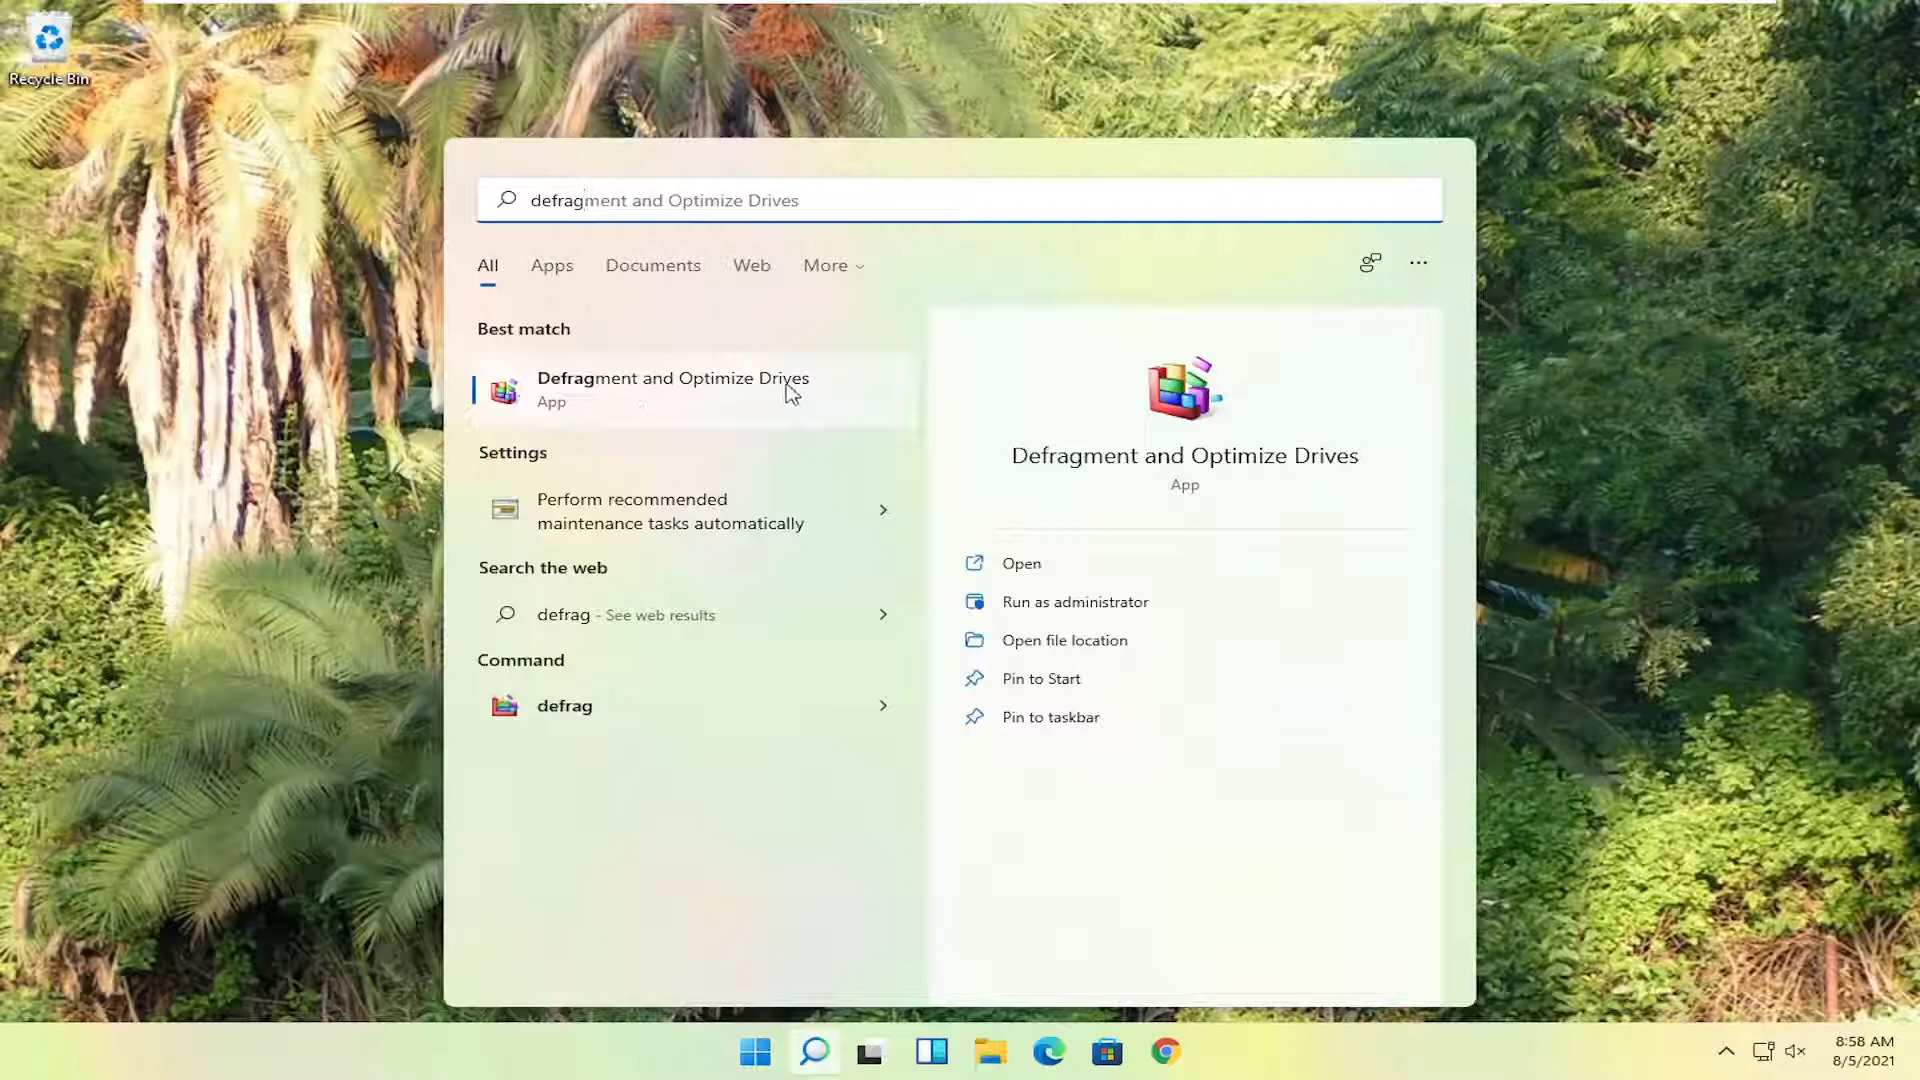 Recycle Bin
defragment and Optimize Drives
All Apps Documents Web More
Best match
Defragment and Optimize Drives
App
Settings
Perform recommended
maintenance tasks automatically
Search the web
defrag - See web results
Command
defrag
Defragment and Optimize Drives
App
Open
Run as administrator
Open file location
Pin to Start
Pin to taskbar
8:58 AM
8/5/2021